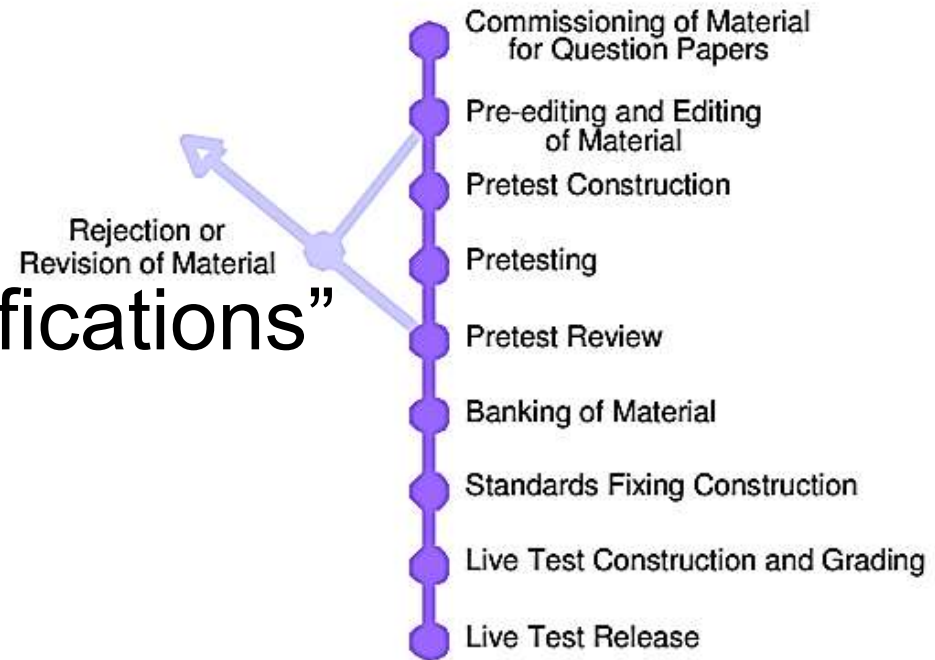 Commissioning of Material
for Question Papers
Pre-editing and Editing
of Material
Pretest Construction
Rejection or
Revision of Material
Pretesting
fications”
Pretest Review
Banking of Material
Standards Fixing Construction
Live Test Construction and Grading
Live Test Release